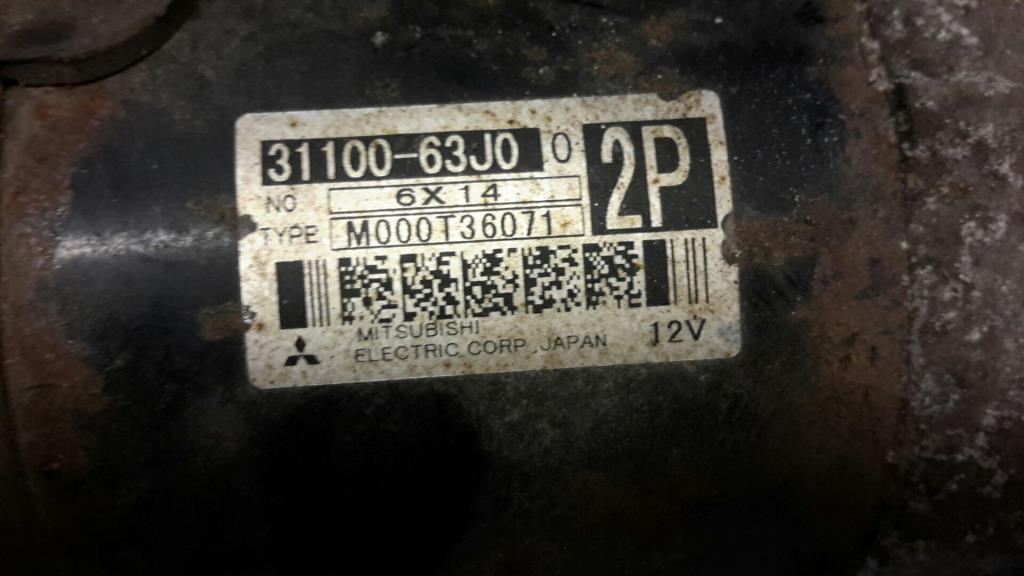 31100-63J0 0
2P
NO 6X14
TYPE M000T36071
MITSUBISHI
ELECTRIC CORP. JAPAN 12V